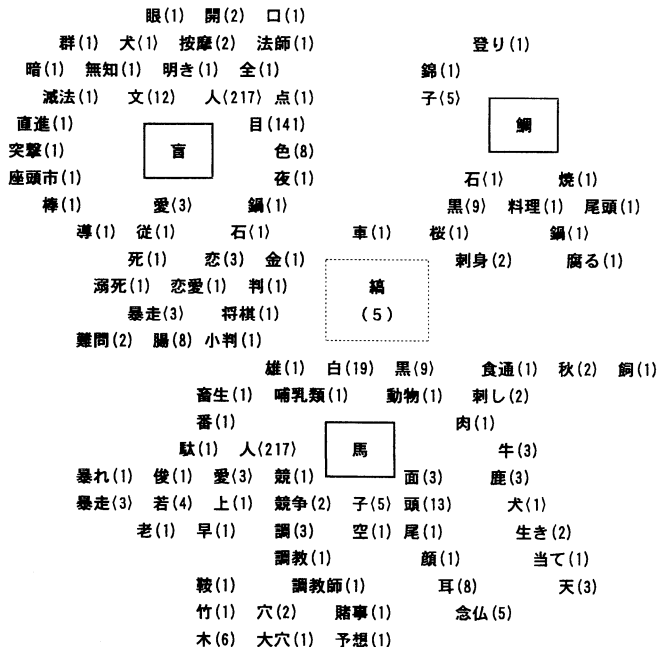 眼(1) 開(2) 口(1)
群(1) 犬(1) 按摩(2) 法師(1) 登り(1)
暗(1) 無知(1) 明き(1) 全(1) 錦(1)
滅法(1) 文(12) 人(217) 点(1) 子(5)
直進(1) 盲 目(141) 鯛
突撃(1) 色(8)
座頭市(1) 夜(1) 石(1) 焼(1)
棒(1) 愛(3) 鍋(1) 黒(9) 料理(1) 尾頭(1)
導(1) 従(1) 石(1) 車(1) 桜(1) 鍋(1)
死(1) 恋(3) 金(1) 刺身(2) 腐る(1)
溺死(1) 恋愛(1) 判(1) 縞
暴走(3) 将棋(1) (5)
難問(2) 腸(8) 小判(1)
雄(1) 白(19) 黒(9) 食通(1) 秋(2) 飼(1)
畜生(1) 哺乳類(1) 動物(1) 刺し(2)
番(1) 肉(1)
駄(1) 人(217) 馬 牛(3)
暴れ(1) 俊(1) 愛(3) 競(1) 面(3) 鹿(3)
暴走(3) 若(4) 上(1) 競争(2) 子(5) 頭(13) 犬(1)
老(1) 早(1) 調(3) 空(1) 尾(1) 生き(2)
調教(1) 顔(1) 当て(1)
鞍(1) 調教師(1) 耳(8) 天(3)
竹(1) 穴(2) 賭事(1) 念仏(5)
木(6) 大穴(1) 予想(1)